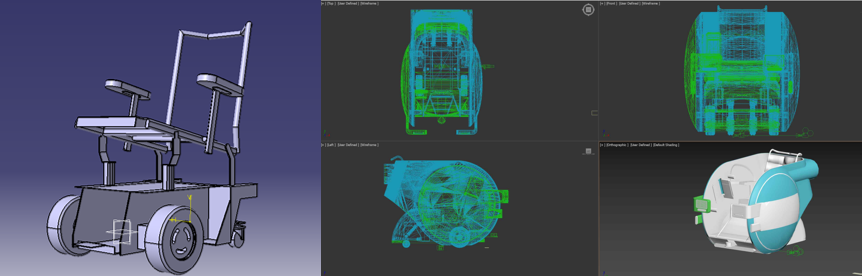 [+] [Top] [User Defined] [Wireframe]
[+] [Front] [User Defined] [Wireframe]
[+] [Left] [User Defined] [Wireframe]
[+] [Orthographic] [User Defined] [Default Shading]